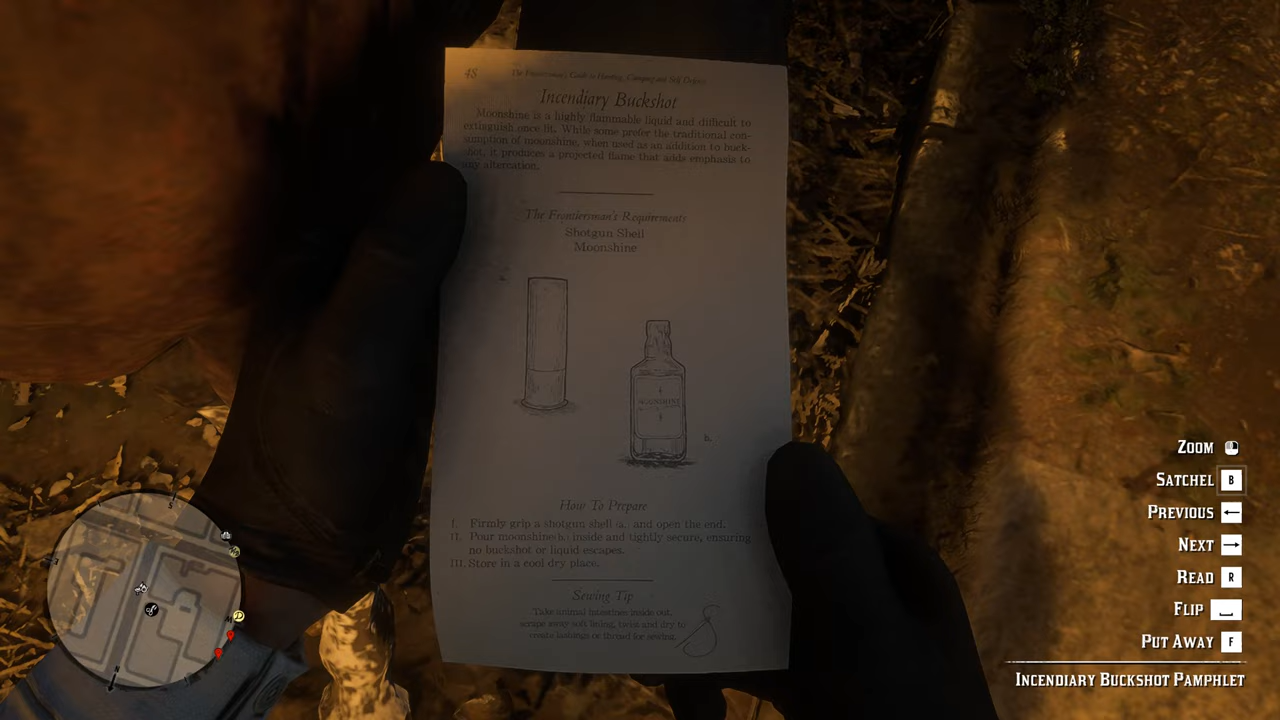 48 The Frontiersman's Guide to Hunting, Camping and Self Defense
Incendiary Buckshot
Moonshine is a highly flammable liquid and difficult to
extinguish once lit. While some prefer the traditional con-
sumption of moonshine, when used as an addition to buck-
shot, it produces a projected flame that adds emphasis to
any altercation.
The Frontiersman's Requirements
Shotgun Shell
Moonshine
a.
MOONSHINE
b.
How To Prepare
I. Firmly grip a shotgun shell (a.) and open the end.
II. Pour moonshine (b.) inside and tightly secure, ensuring
no buckshot or liquid escapes.
III. Store in a cool dry place.
Sewing Tip
Take animal intestines inside out,
scrape away soft lining, twist and dry to
create lashings or thread for sewing.
ZOOM
SATCHEL B
PREVIOUS ←
NEXT →
READ R
FLIP
PUT AWAY F
INCENDIARY BUCKSHOT PAMPHLET
S
N